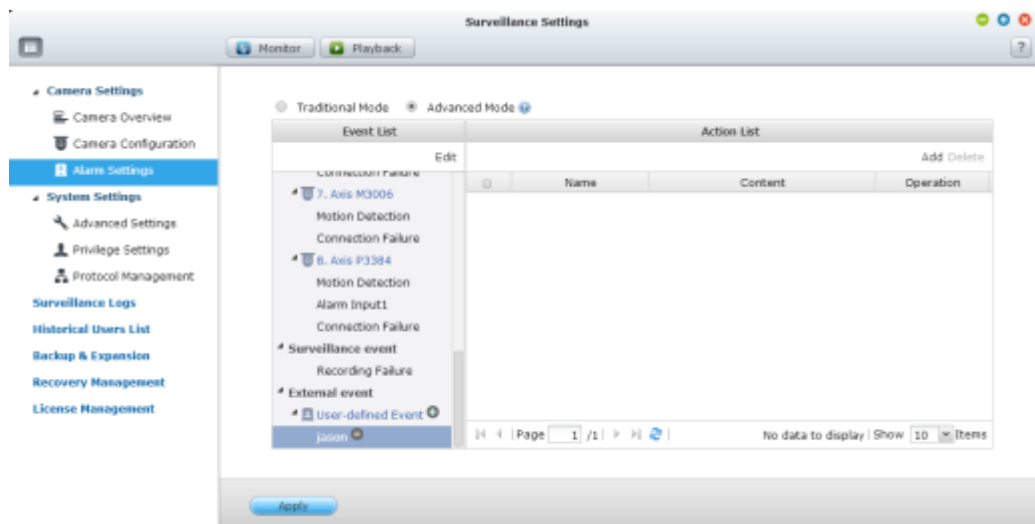 Surveillance Settings
Monitor Playback ?
Camera Settings
Camera Overview
Camera Configuration
Alarm Settings
System Settings
Advanced Settings
Privilege Settings
Protocol Management
Surveillance Logs
Historical Users List
Backup & Expansion
Recovery Management
License Management
Traditional Mode Advanced Mode
Event List
Edit
Connection Failure
7. Axis M3006
Motion Detection
Connection Failure
8. Axis P3384
Motion Detection
Alarm Input1
Connection Failure
Surveillance event
Recording Failure
External event
User-defined Event
jason
Action List
Add Delete
Name Content Operation
Page 1 /1 No data to display Show 10 Items
Apply